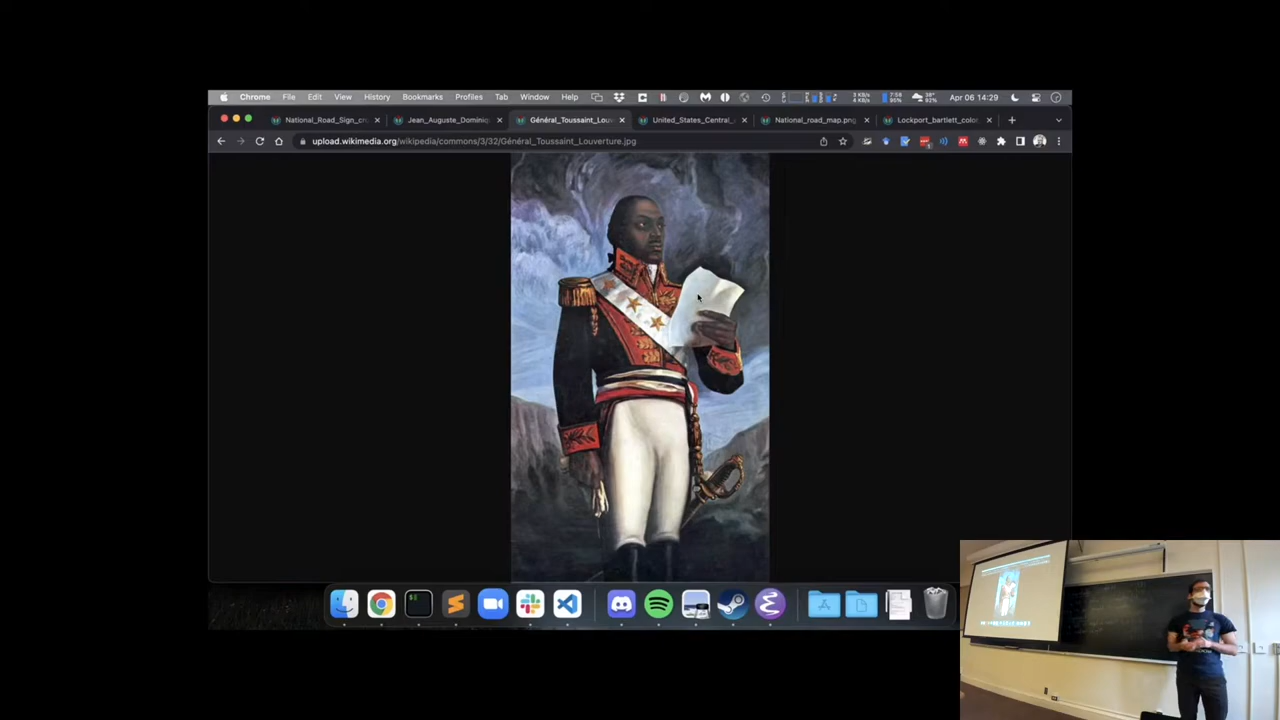 Chrome File Edit View History Bookmarks Profiles Tab Window Help Apr 06 14:29
National_Road_Sign_cru Jean_Auguste_Dominiq Général_Toussaint_Louv United_States_Central_ National_road_map.png Lockport_bartlett_color
upload.wikimedia.org/wikipedia/commons/3/32/Général_Toussaint_Louverture.jpg